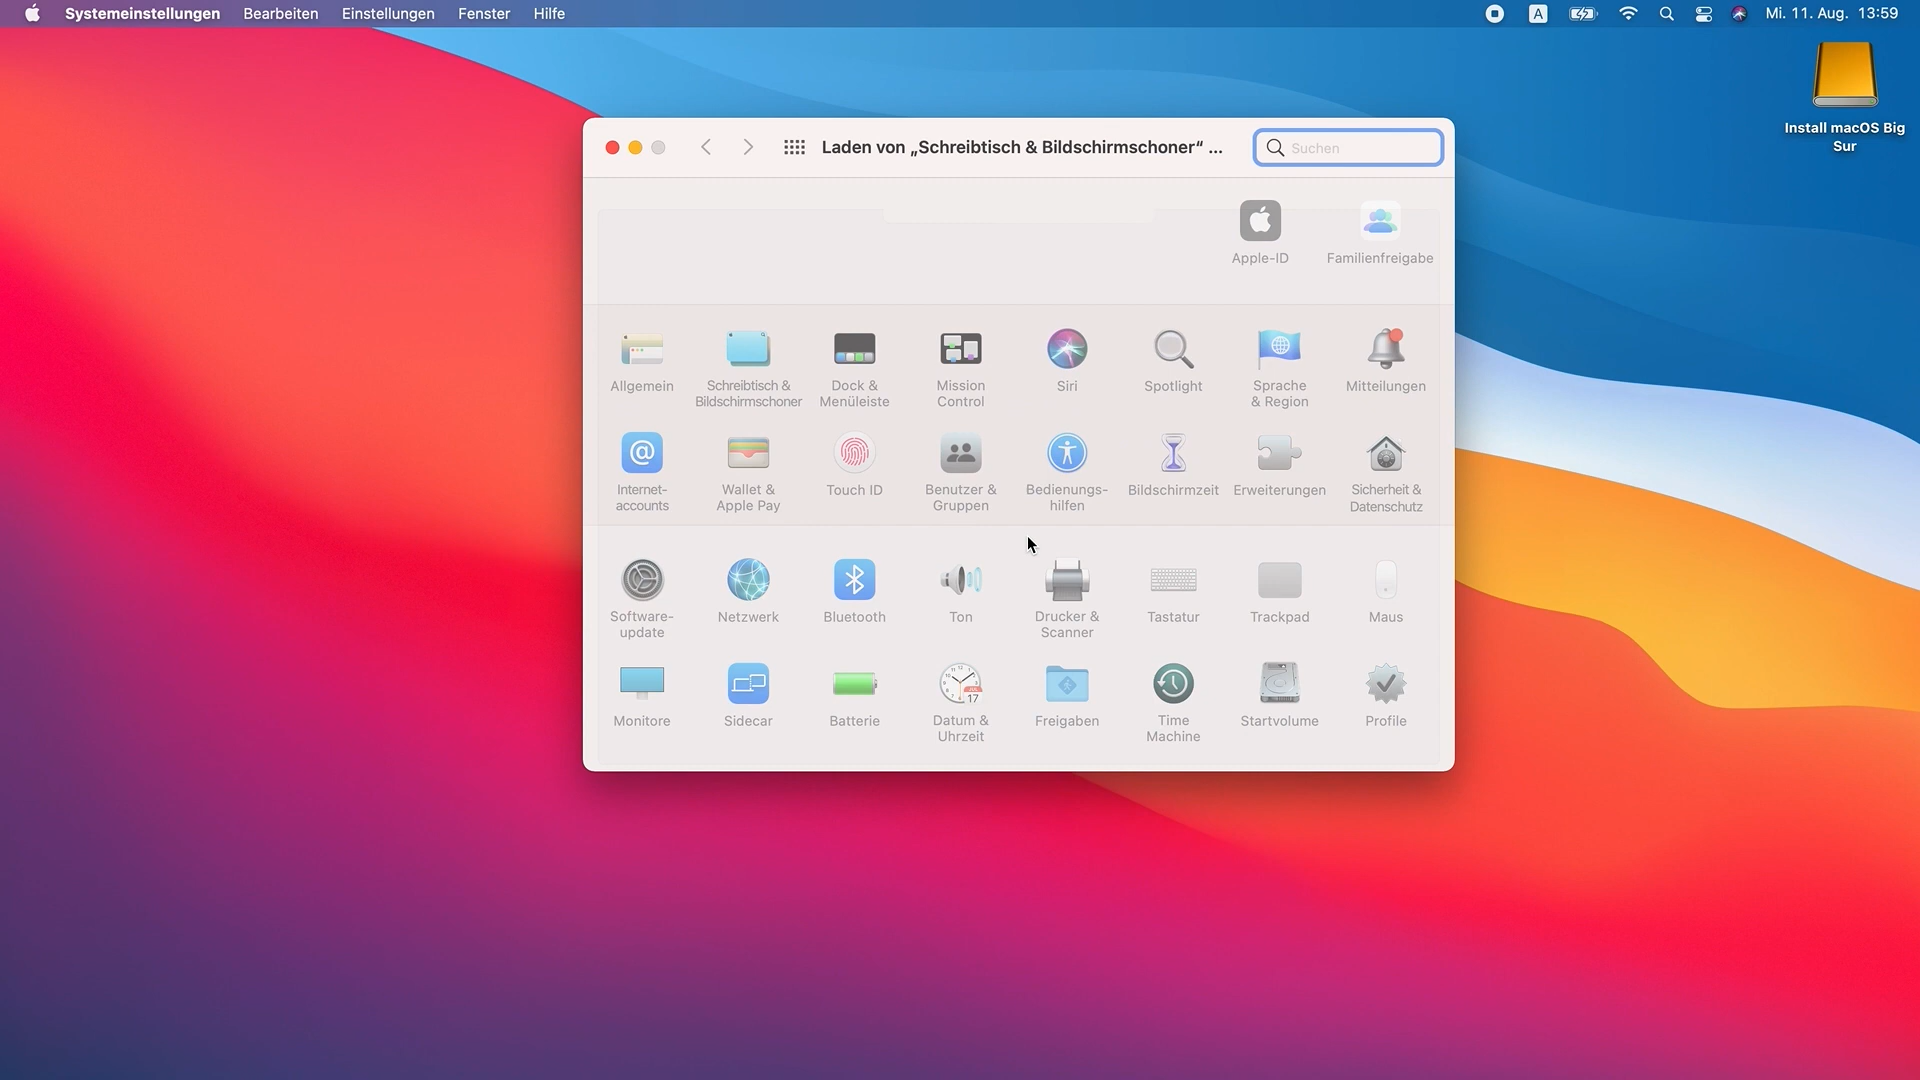 Systemeinstellungen Bearbeiten Einstellungen Fenster Hilfe A Mi. 11. Aug. 13:59
Install macOS Big
Sur
Laden von „Schreibtisch & Bildschirmschoner“ ... Suchen
Apple-ID Familienfreigabe
Allgemein Schreibtisch & Dock & Mission Siri Spotlight Sprache Mitteilungen
Bildschirmschoner Menüleiste Control & Region
@
Internet- Wallet & Touch ID Benutzer & Bedienungs- Bildschirmzeit Erweiterungen Sicherheit &
accounts Apple Pay Gruppen hilfen Datenschutz
Software- Netzwerk Bluetooth Ton Drucker & Tastatur Trackpad Maus
update Scanner
JUL
17
Monitore Sidecar Batterie Datum & Freigaben Time Startvolume Profile
Uhrzeit Machine